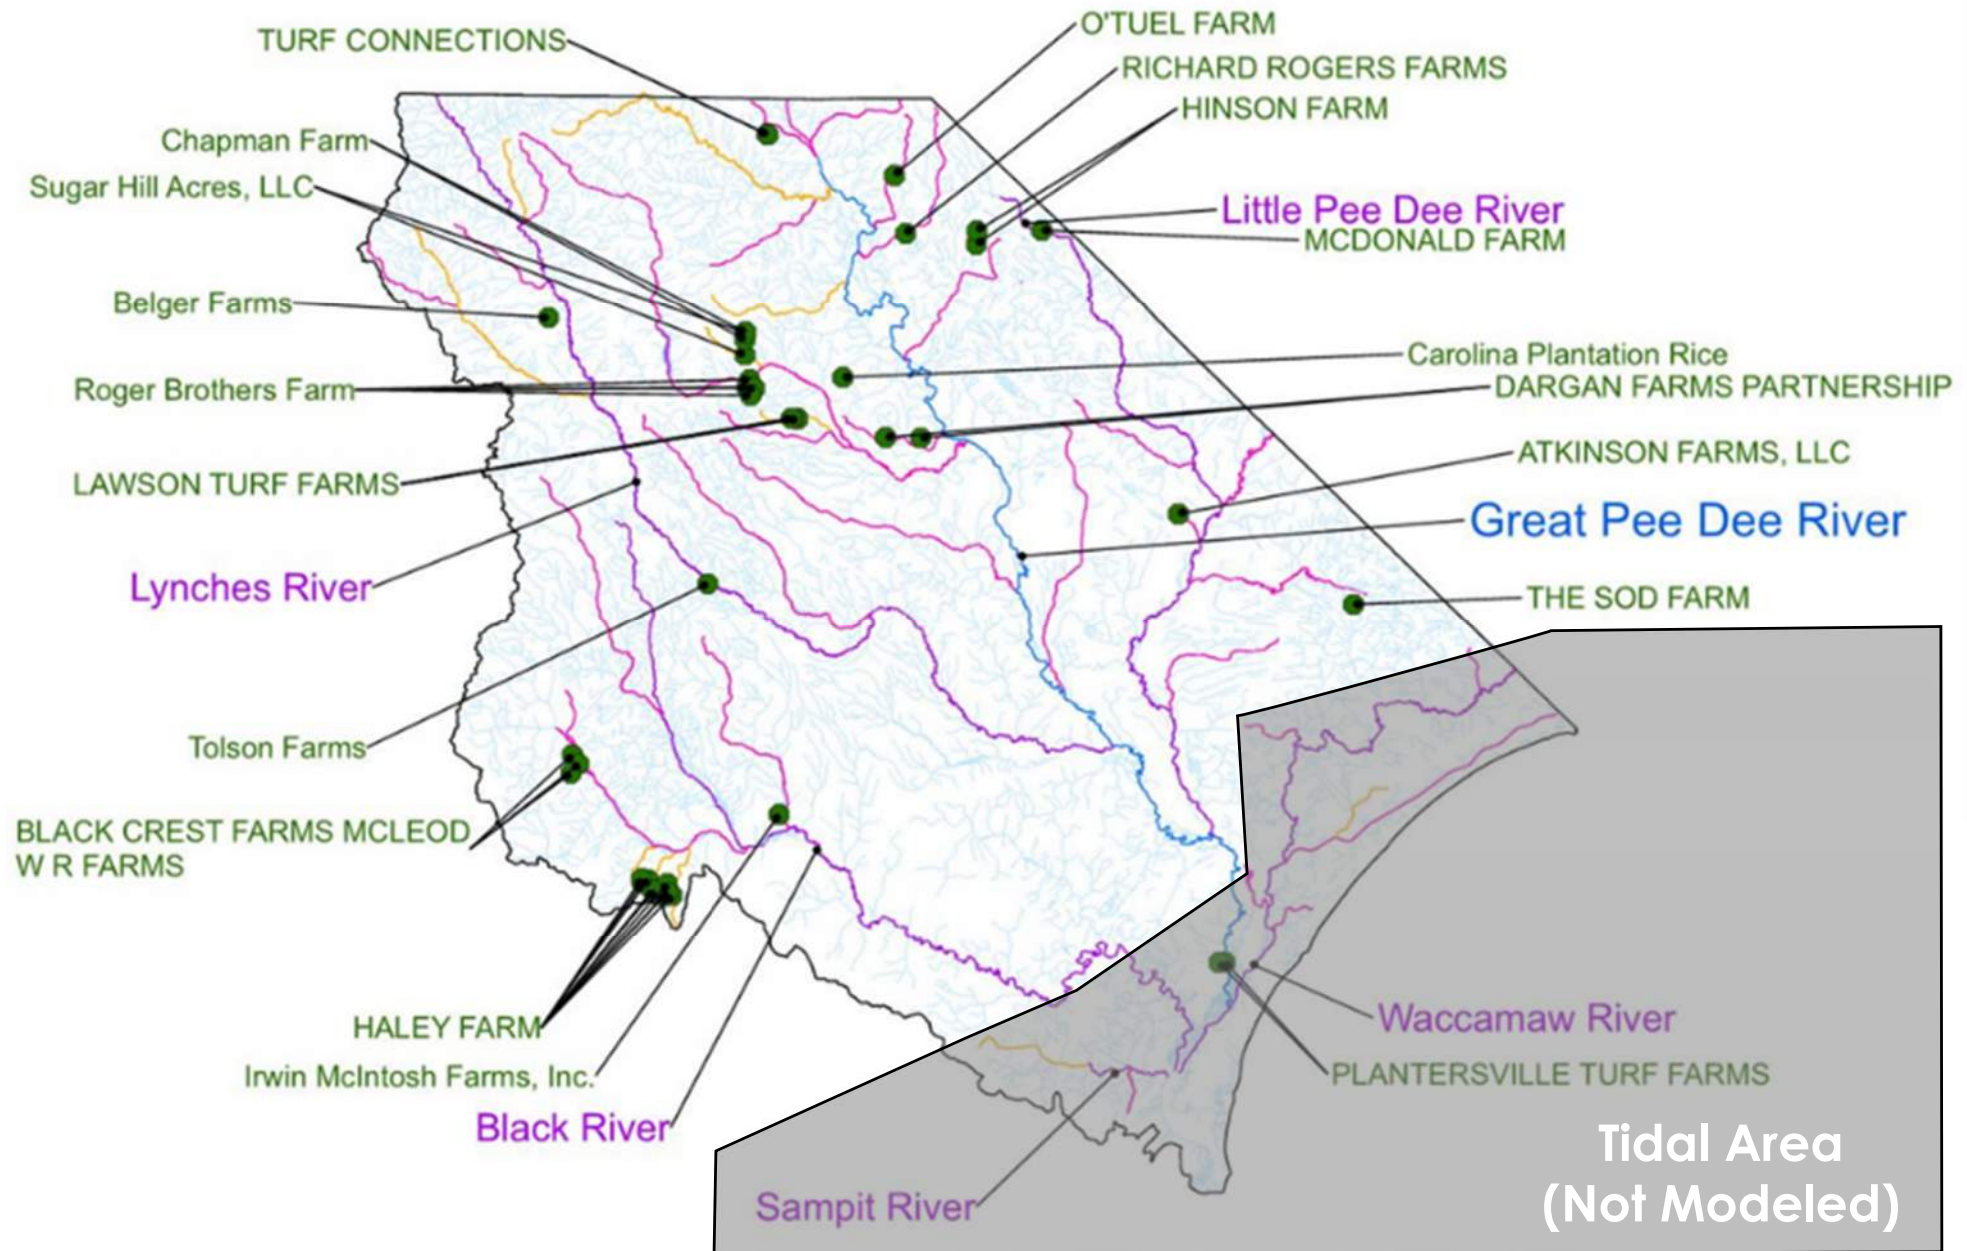 O'TUEL FARM
TURF CONNECTIONS
RICHARD ROGERS FARMS
HINSON FARM
Chapman Farm
Sugar Hill Acres, LLC
Little Pee Dee River
MCDONALD FARM
Belger Farms
Carolina Plantation Rice
DARGAN FARMS PARTNERSHIP
Roger Brothers Farm
ATKINSON FARMS, LLC
LAWSON TURF FARMS
Great Pee Dee River
Lynches River
THE SOD FARM
Tolson Farms
BLACK CREST FARMS MCLEOD
W R FARMS
HALEY FARM
Waccamaw River
Irwin McIntosh Farms, Inc.
PLANTERSVILLE TURF FARMS
Black River
Tidal Area
(Not Modeled)
Sampit River